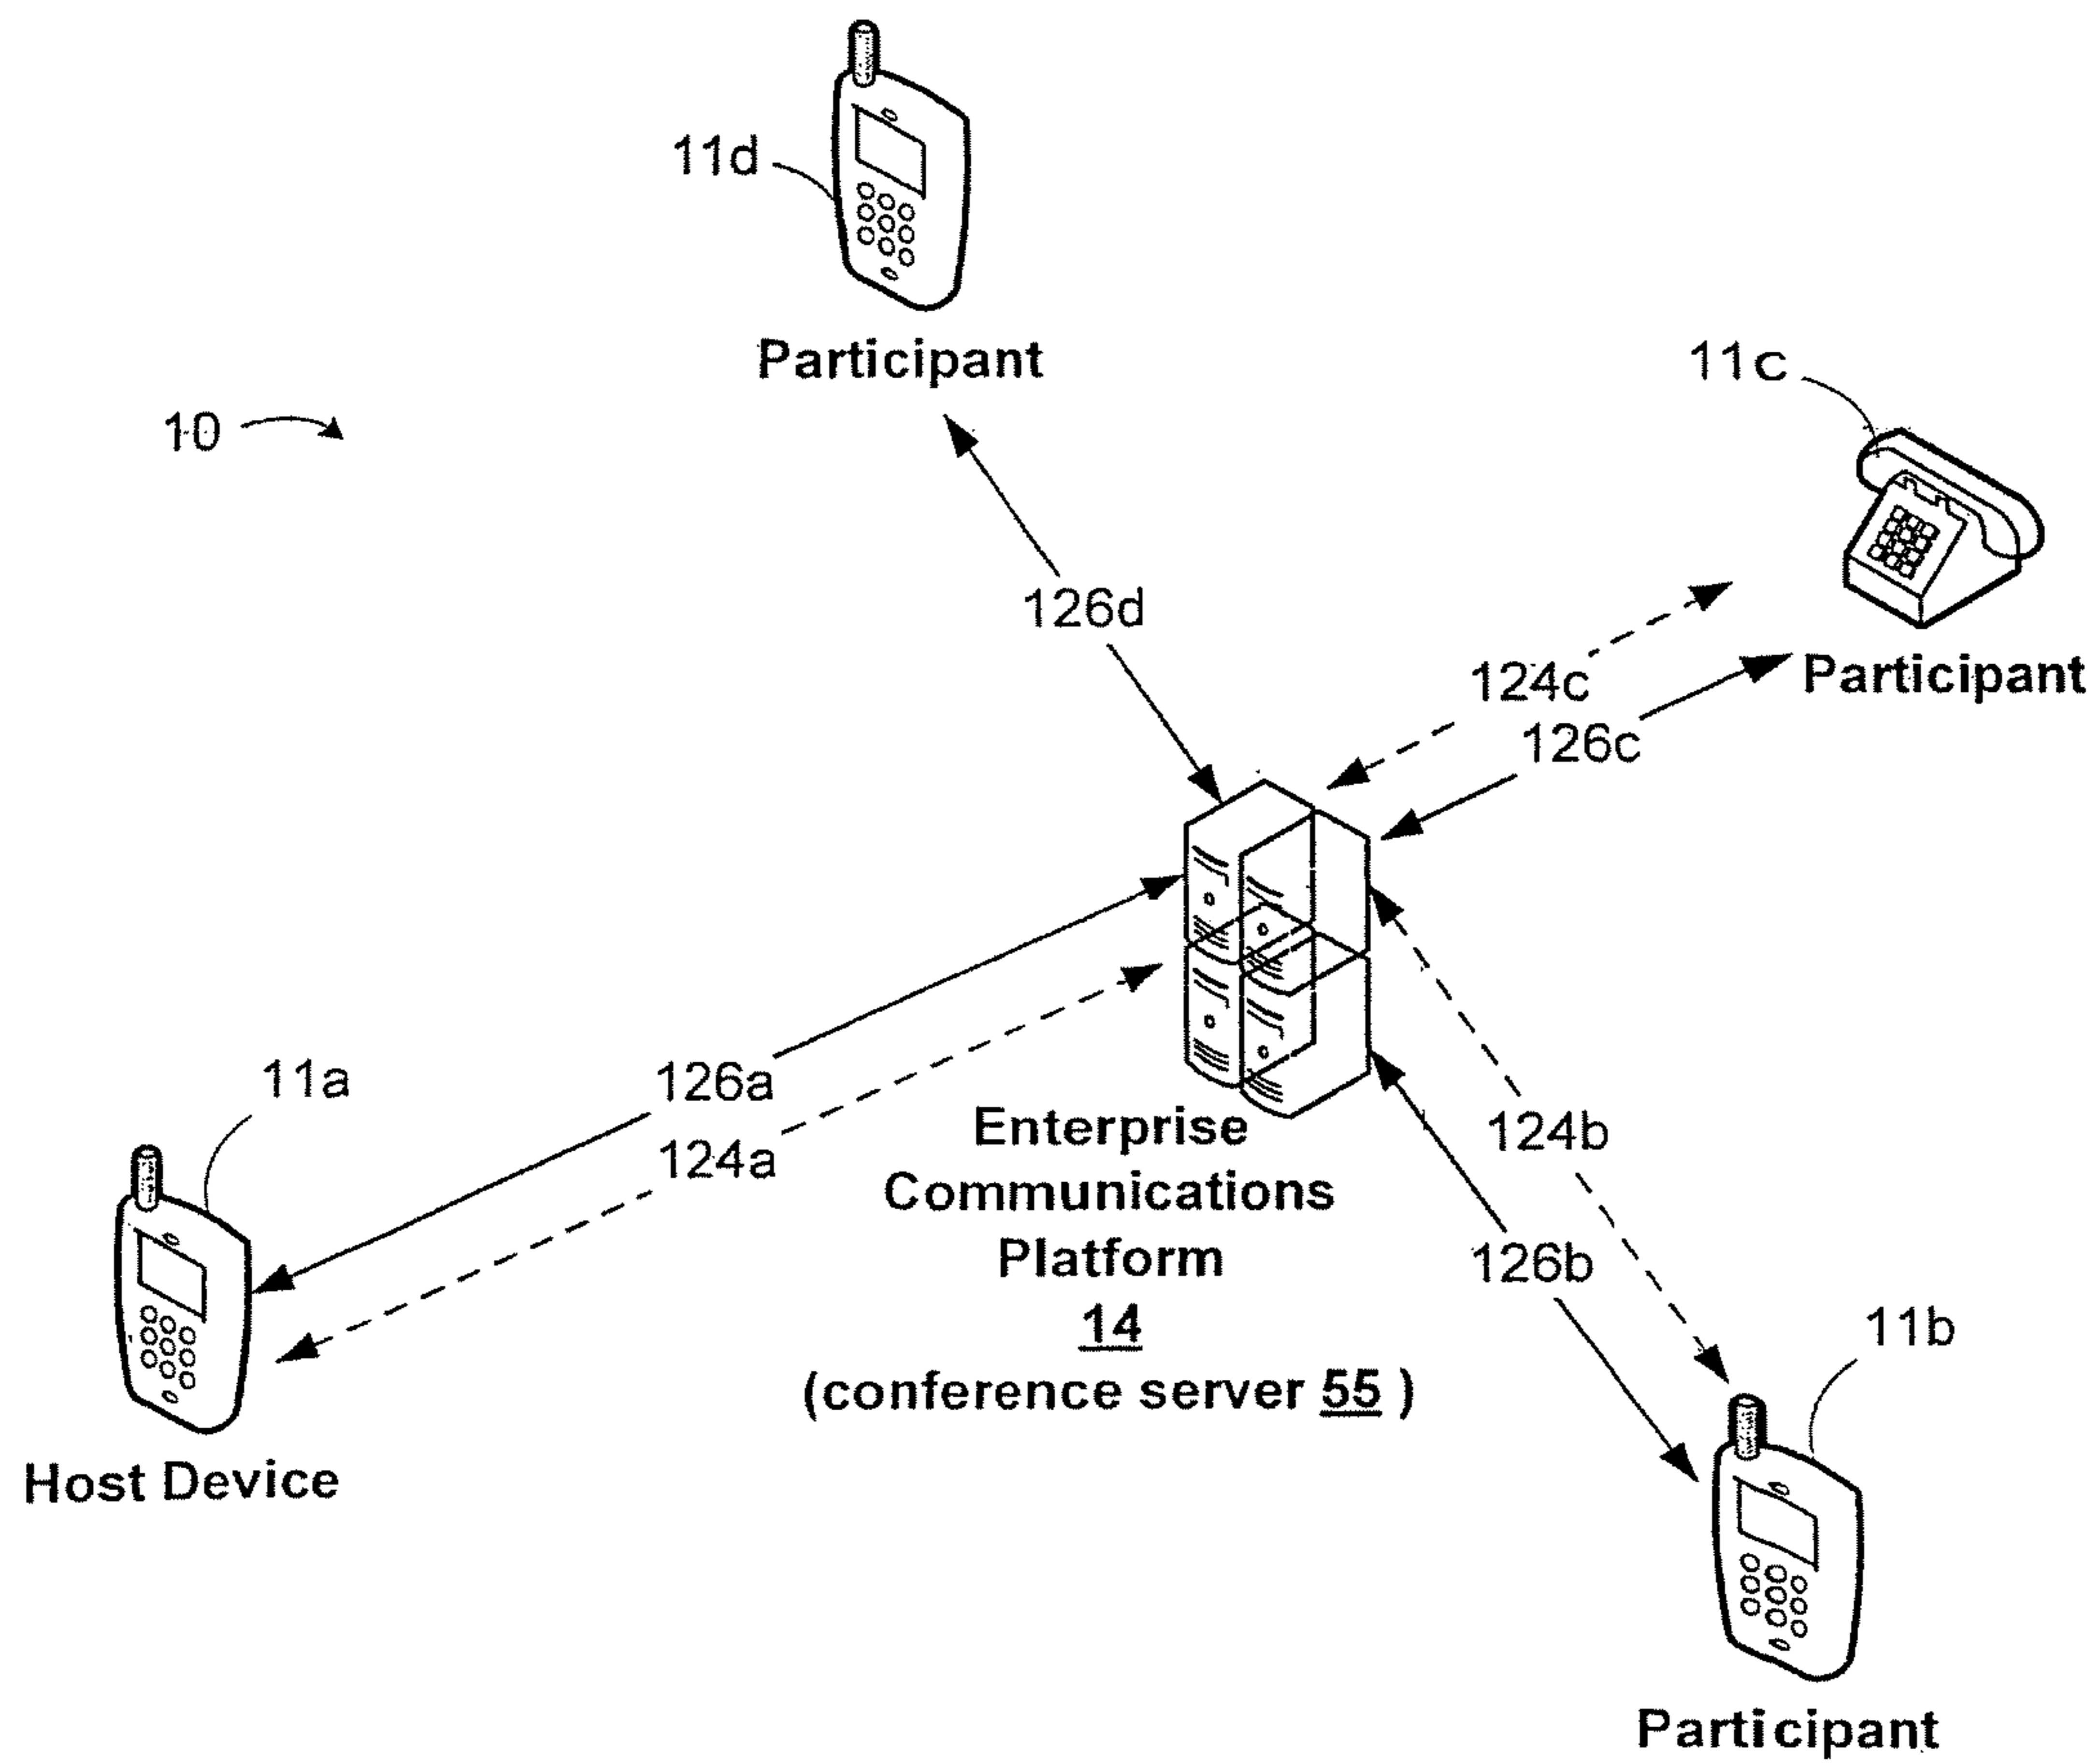 11d
Participant
11c
10
126d
124c
Participant
126c
11a
126a
124a
Enterprise
Communications
Platform
14
(conference server 55 )
124b
126b
11b
Host Device
Participant